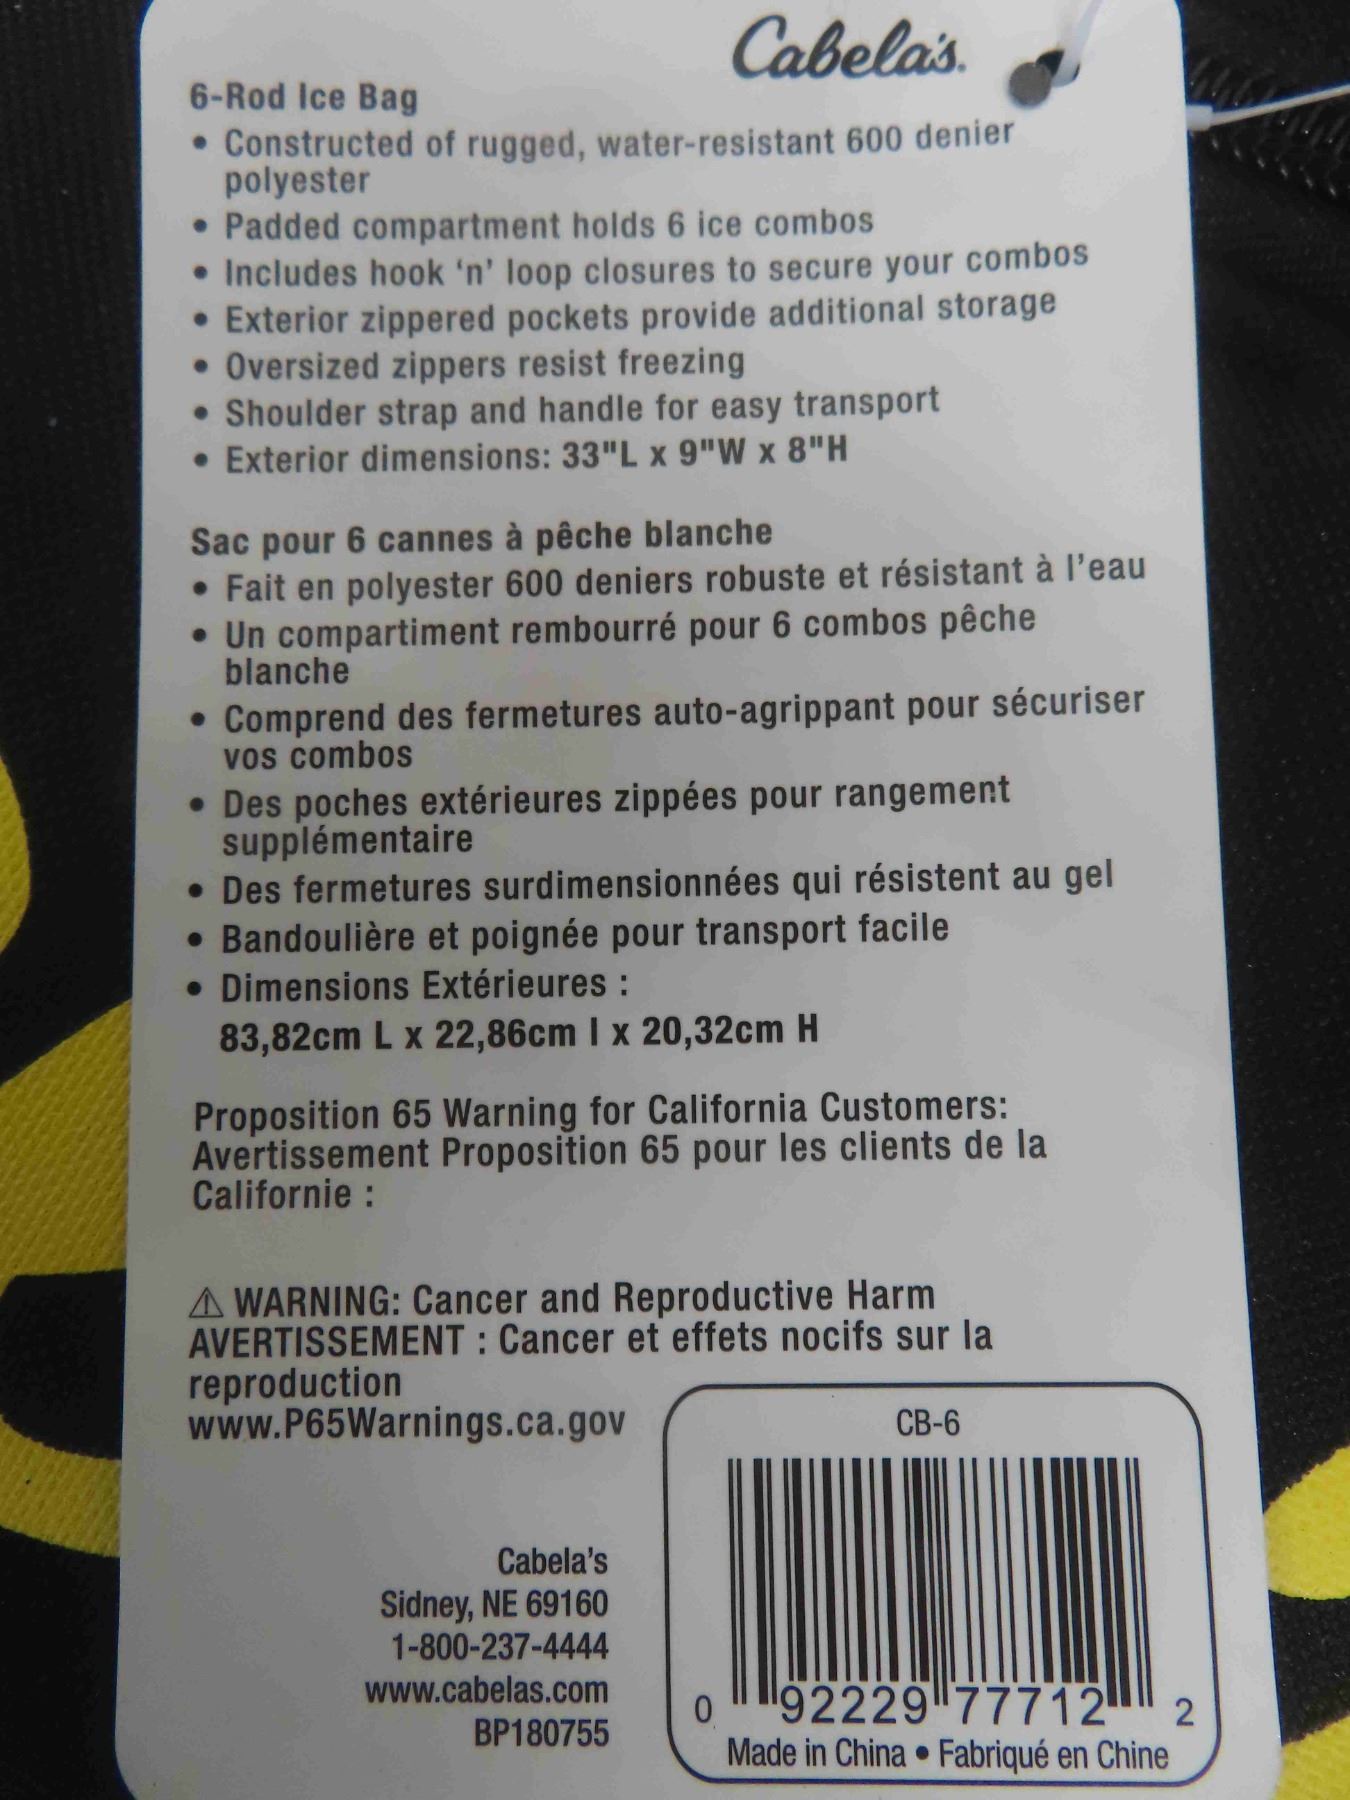 Cabela's.
6-Rod Ice Bag
• Constructed of rugged, water-resistant 600 denier
polyester
• Padded compartment holds 6 ice combos
• Includes hook ‘n’ loop closures to secure your combos
• Exterior zippered pockets provide additional storage
• Oversized zippers resist freezing
• Shoulder strap and handle for easy transport
• Exterior dimensions: 33"L x 9"W x 8"H
Sac pour 6 cannes à pêche blanche
• Fait en polyester 600 deniers robuste et résistant à l’eau
• Un compartiment rembourré pour 6 combos pêche
blanche
• Comprend des fermetures auto-agrippant pour sécuriser
vos combos
• Des poches extérieures zippées pour rangement
supplémentaire
• Des fermetures surdimensionnées qui résistent au gel
• Bandoulière et poignée pour transport facile
• Dimensions Extérieures :
83,82cm L x 22,86cm l x 20,32cm H
Proposition 65 Warning for California Customers:
Avertissement Proposition 65 pour les clients de la
Californie :
⚠ WARNING: Cancer and Reproductive Harm
AVERTISSEMENT : Cancer et effets nocifs sur la
reproduction
www.P65Warnings.ca.gov
Cabela’s
Sidney, NE 69160
1-800-237-4444
www.cabelas.com
BP180755
CB-6
0 92229 77712 2
Made in China • Fabriqué en Chine